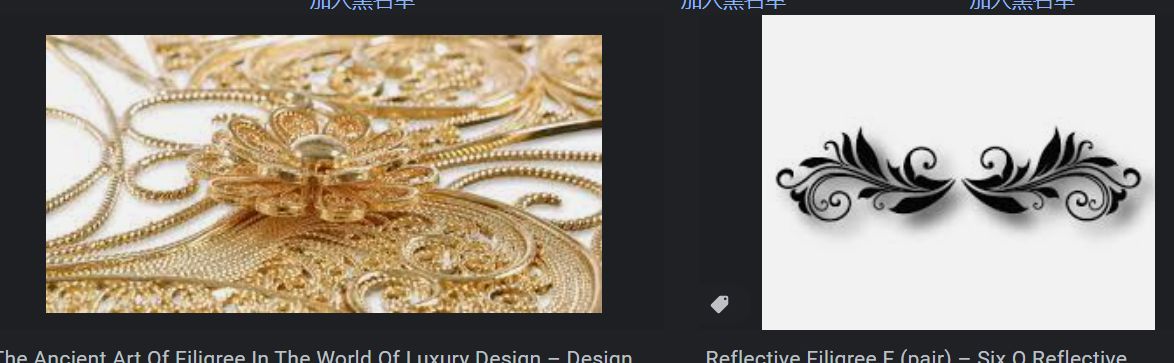 加入黑名单
加入黑名单
加入黑名单
The Ancient Art Of Filigree In The World Of Luxury Design – Design
Reflective Filigree E (pair) – Six O Reflective